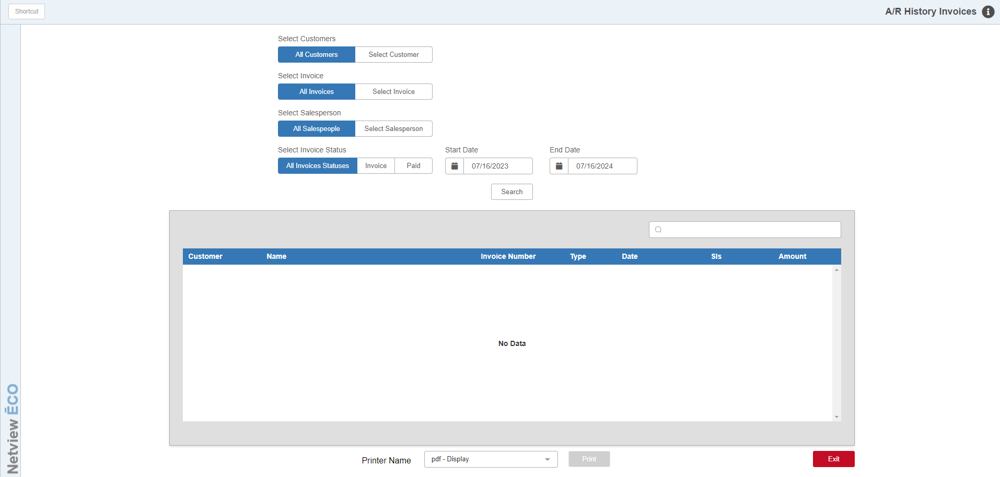 Shortcut
A/R History Invoices
Select Customers
All Customers Select Customer
Select Invoice
All Invoices Select Invoice
Select Salesperson
All Salespeople Select Salesperson
Select Invoice Status Start Date End Date
All Invoices Statuses Invoice Paid 07/16/2023 07/16/2024
Search
Customer Name Invoice Number Type Date Sls Amount
No Data
Printer Name pdf - Display Print Exit
Netview ĒCO